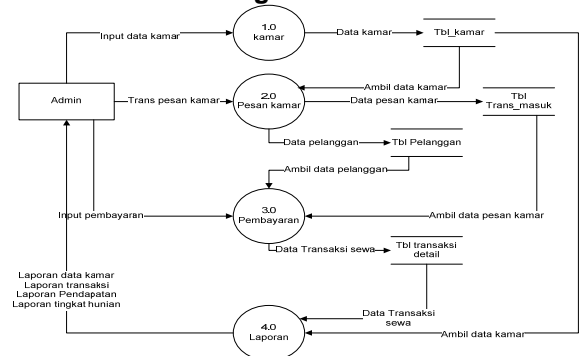 1.0
kamar
Input data kamar
Data kamar
Tbl_kamar
Ambil data kamar
Admin
Trans pesan kamar
2.0
Pesan kamar
Data pesan kamar
Tbl
Trans_masuk
Data pelanggan
Tbl Pelanggan
Ambil data pelanggan
3.0
Pembayaran
Input pembayaran
Ambil data pesan kamar
Data Transaksi sewa
Tbl transaksi
detail
Laporan data kamar
Laporan transaksi
Laporan Pendapatan
Laporan tingkat hunian
Data Transaksi
sewa
4.0
Laporan
Ambil data kamar